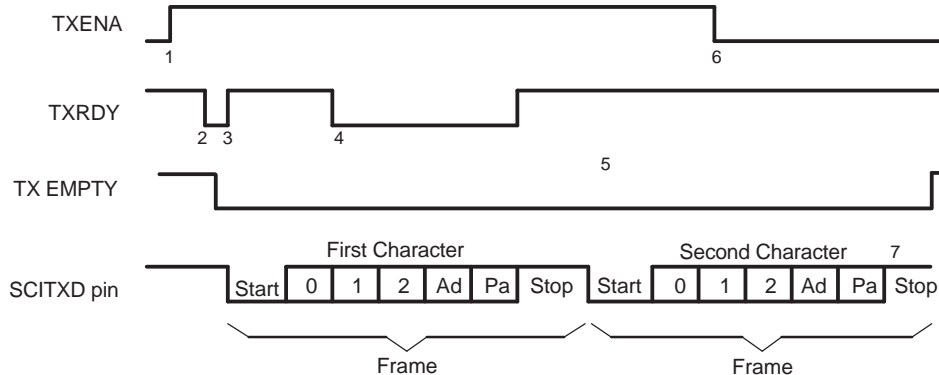 TXENA
1 6
TXRDY
2 3 4
5
TX EMPTY
First Character Second Character 7
SCITXD pin Start 0 1 2 Ad Pa Stop Start 0 1 2 Ad Pa Stop
Frame Frame